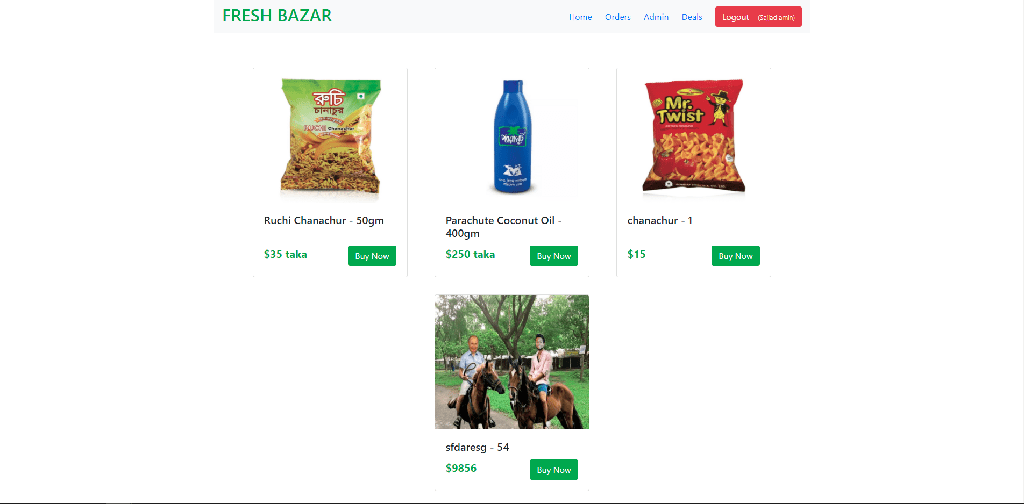 FRESH BAZAR
Home Orders Admin Deals Logout
রুচি
চানাচুর
Chanachur
Mr.
Twist
Ruchi Chanachur - 50gm
$35 taka Buy Now
Parachute Coconut Oil -
400gm
$250 taka Buy Now
chanachur - 1
$15 Buy Now
sfdaresg - 54
$9856 Buy Now